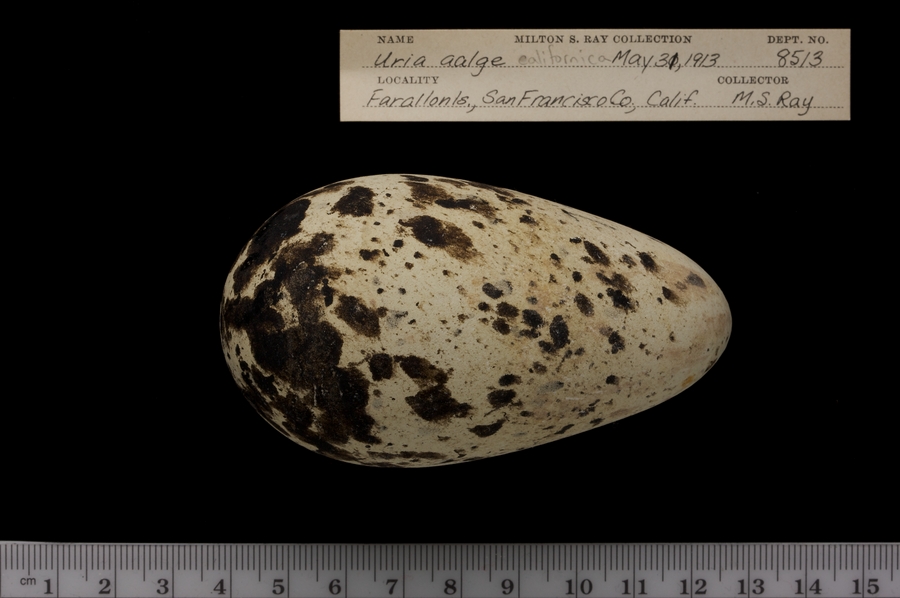 NAME MILTON S. RAY COLLECTION DEPT. NO.
Uria aalge californica May 31, 1913 8513
LOCALITY COLLECTOR
Farallon Is., San Francisco Co., Calif. M.S. Ray
cm 1 2 3 4 5 6 7 8 9 10 11 12 13 14 15